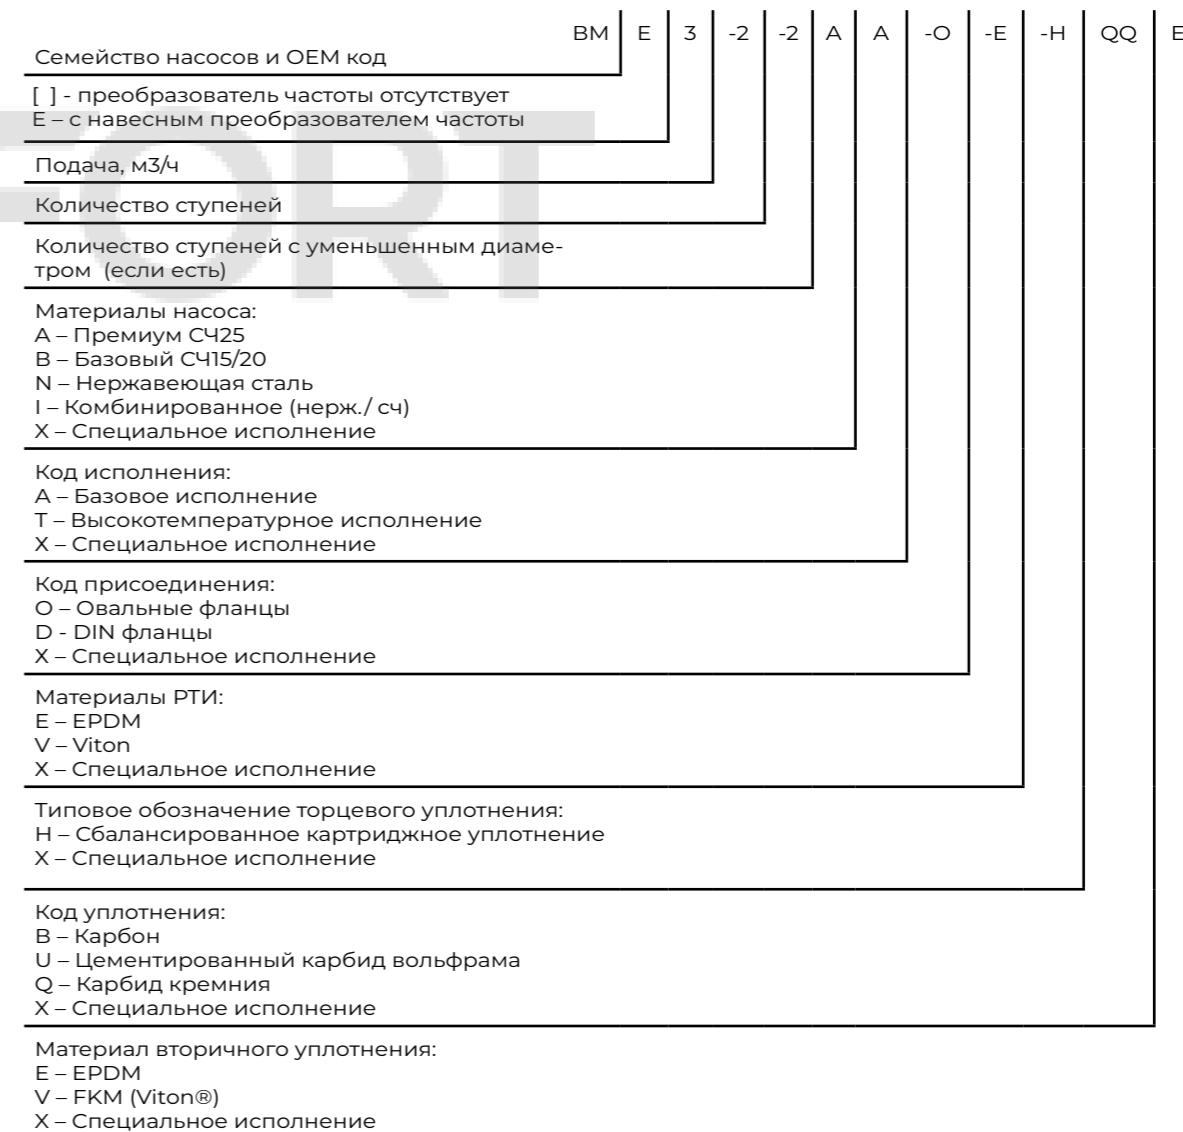 BM E 3 -2 -2 A A -O -E -H QQ E
Семейство насосов и OEM код
[ ] - преобразователь частоты отсутствует
E – с навесным преобразователем частоты
Подача, м3/ч
Количество ступеней
Количество ступеней с уменьшенным диаме-
тром (если есть)
Материалы насоса:
A – Премиум СЧ25
B – Базовый СЧ15/20
N – Нержавеющая сталь
I – Комбинированное (нерж./ сч)
X – Специальное исполнение
Код исполнения:
A – Базовое исполнение
T – Высокотемпературное исполнение
X – Специальное исполнение
Код присоединения:
O – Овальные фланцы
D - DIN фланцы
X – Специальное исполнение
Материалы РТИ:
E – EPDM
V – Viton
X – Специальное исполнение
Типовое обозначение торцевого уплотнения:
H – Сбалансированное картриджное уплотнение
X – Специальное исполнение
Код уплотнения:
B – Карбон
U – Цементированный карбид вольфрама
Q – Карбид кремния
X – Специальное исполнение
Материал вторичного уплотнения:
E – EPDM
V – FKM (Viton®)
X – Специальное исполнение
FORT